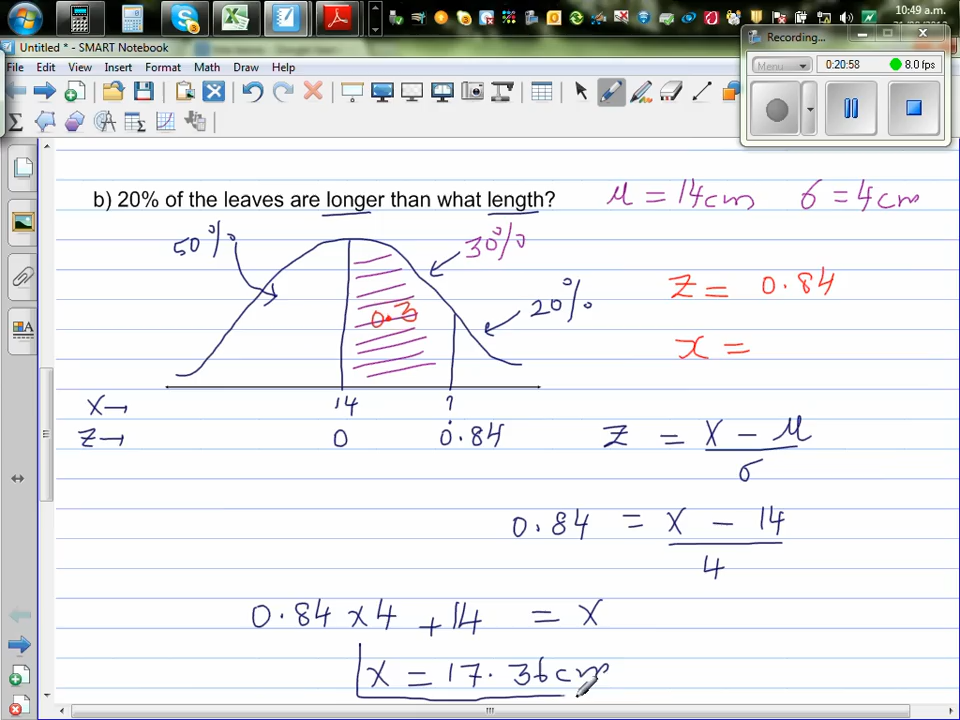 10:49 a.m.
Untitled * - SMART Notebook
Recording...
File Edit View Insert Format Math Draw Help
Menu 0:20:58 8.0 fps
b) 20% of the leaves are longer than what length? μ = 14cm σ = 4cm
50% 30%
20%
z = 0.84
0.3
x =
X→ 14 ?
Z→ 0 0.84
Z = X - μ
σ
0.84 = X - 14
4
0.84 x 4 + 14 = X
X = 17.36cm